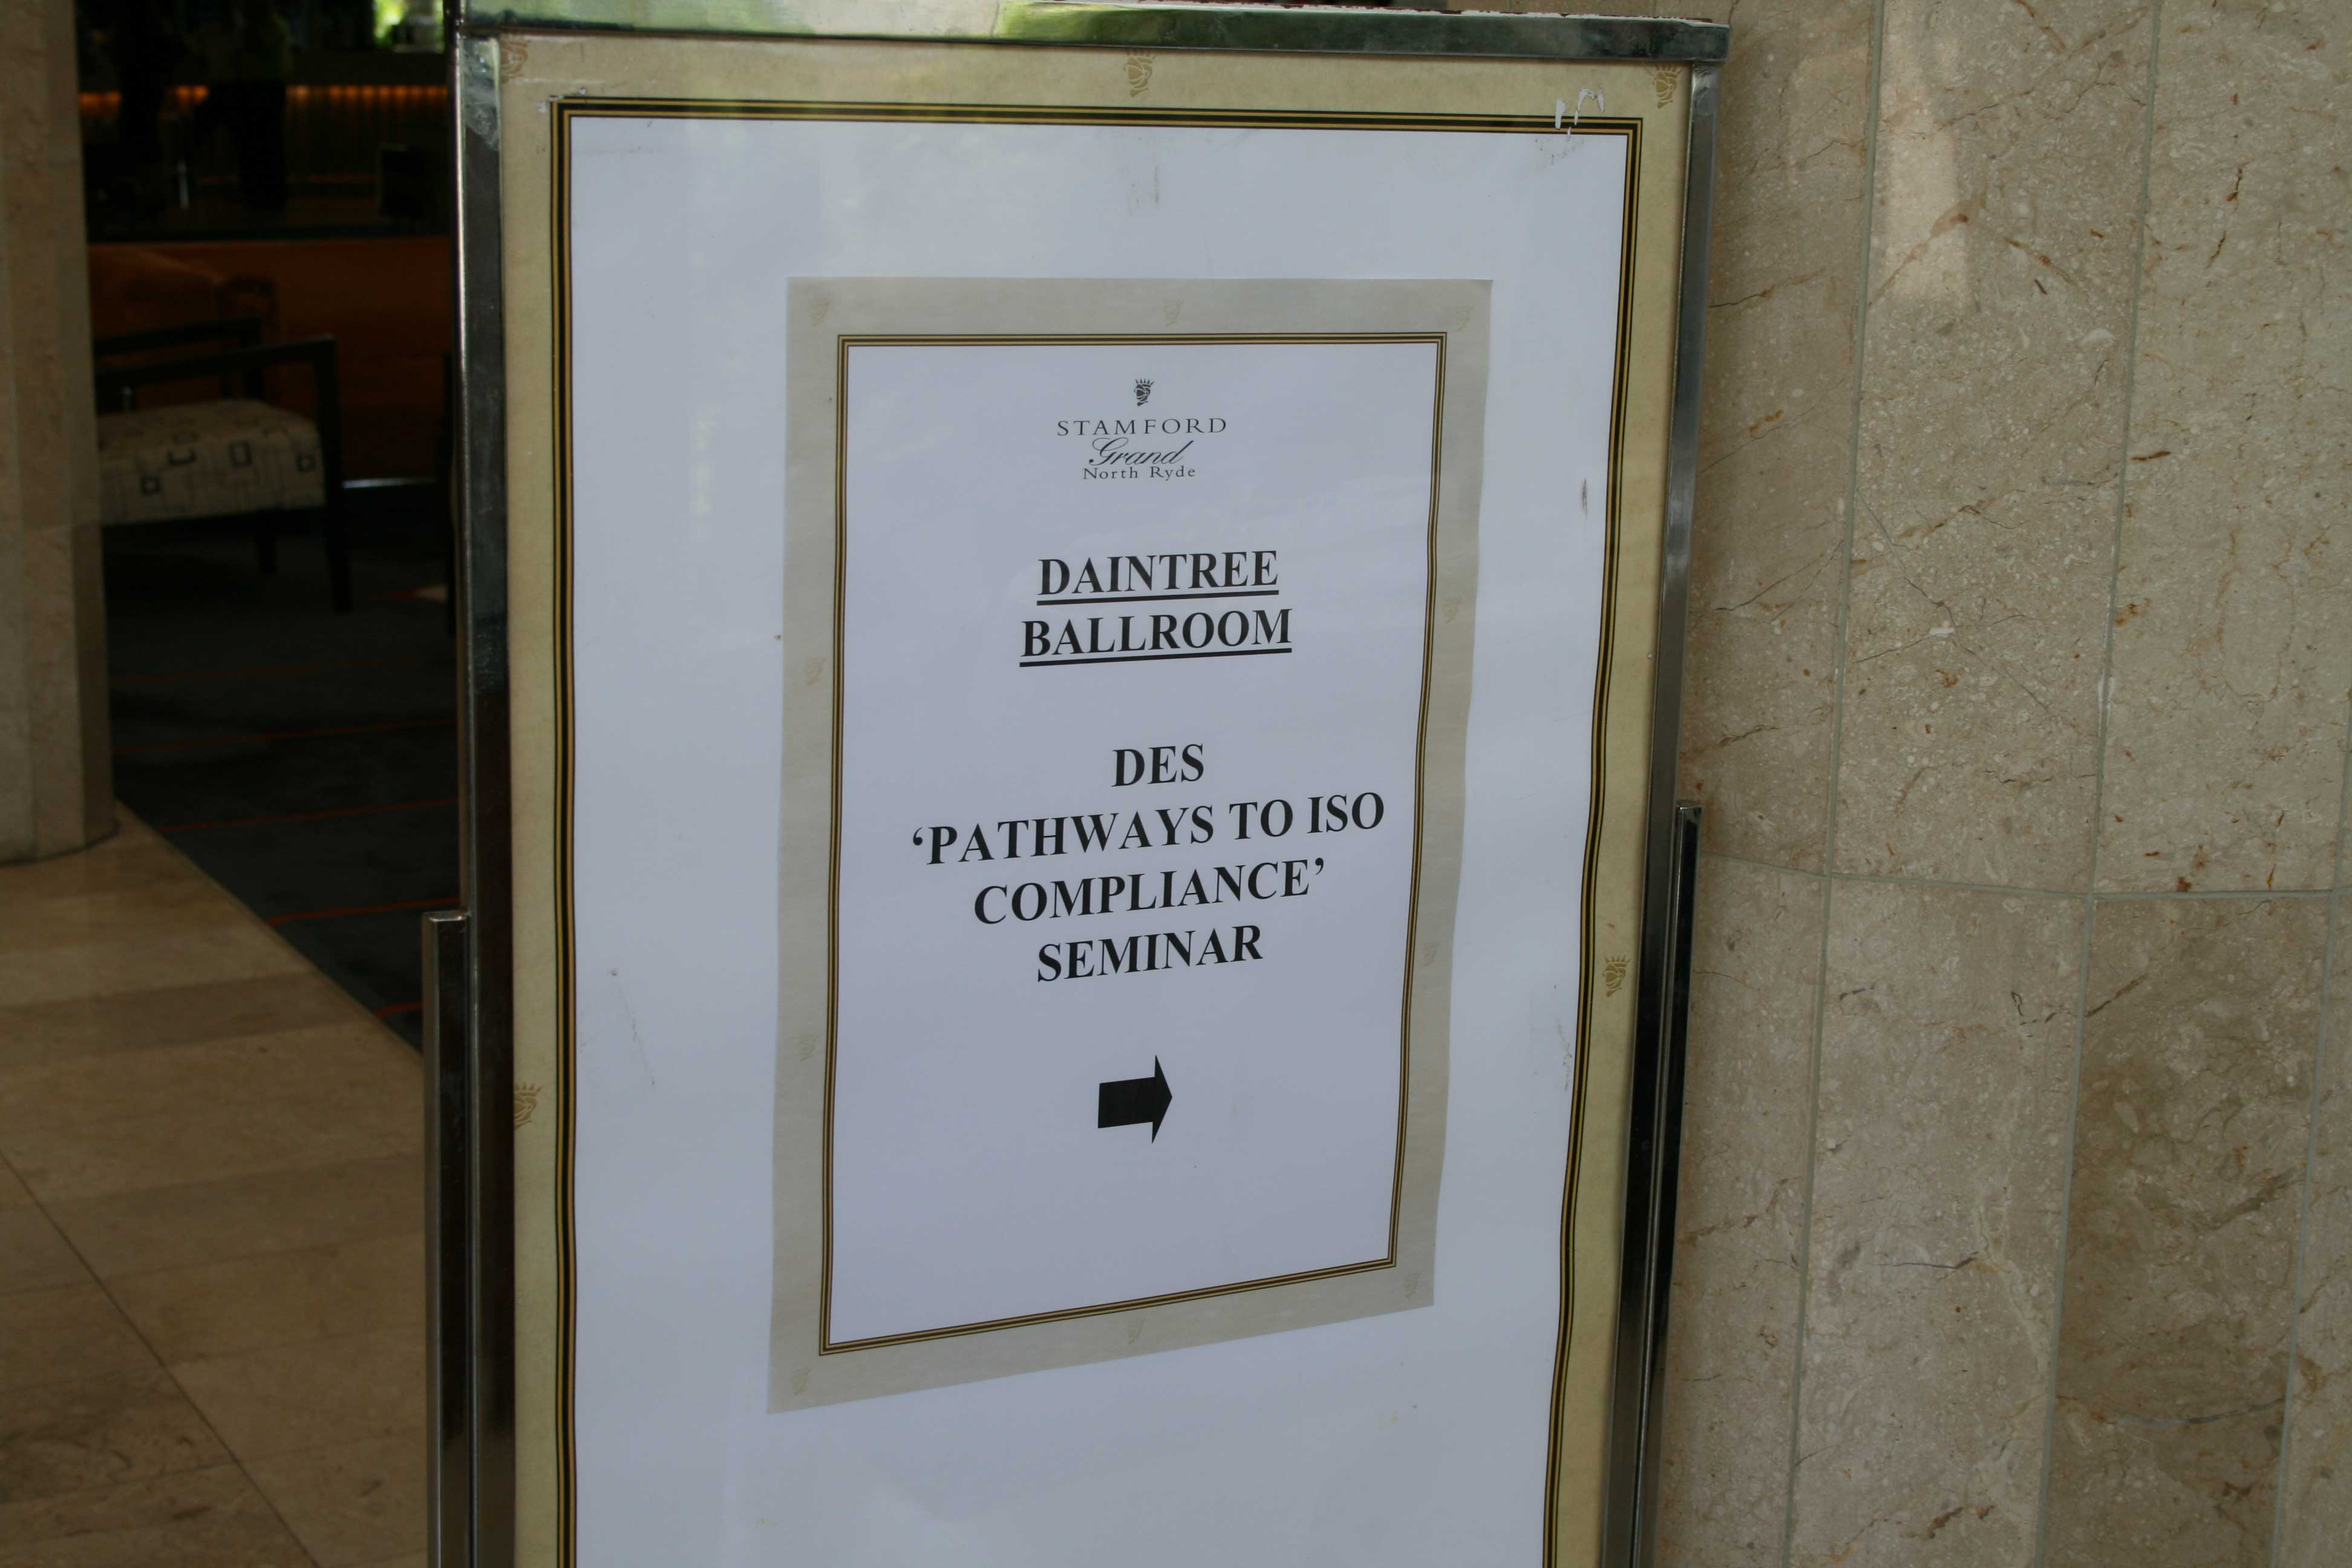 STAMFORD
Grand
North Ryde
DAINTREE
BALLROOM
DES
‘PATHWAYS TO ISO
COMPLIANCE’
SEMINAR